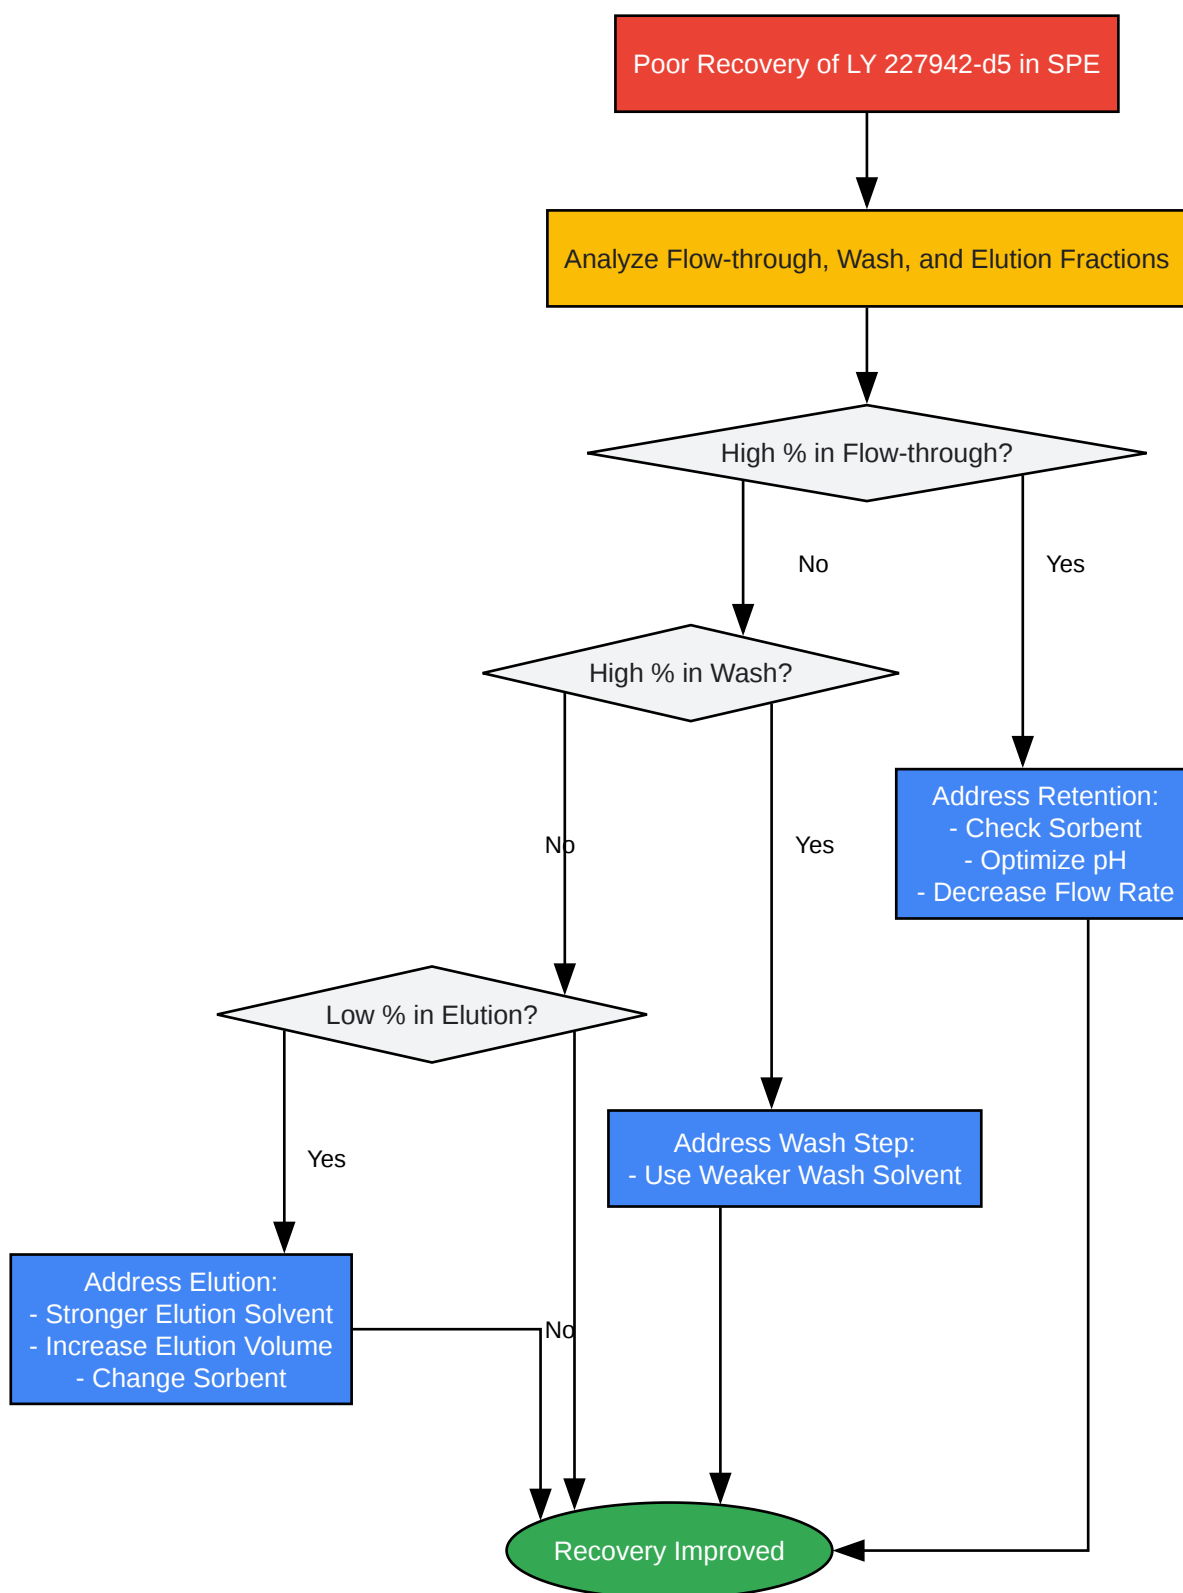 Poor Recovery of LY 227942-d5 in SPE
Analyze Flow-through, Wash, and Elution Fractions
High % in Flow-through?
No
Yes
High % in Wash?
Address Retention:
- Check Sorbent
- Optimize pH
- Decrease Flow Rate
No
Yes
Low % in Elution?
Address Wash Step:
- Use Weaker Wash Solvent
Yes
Address Elution:
- Stronger Elution Solvent
- Increase Elution Volume
- Change Sorbent
No
Recovery Improved